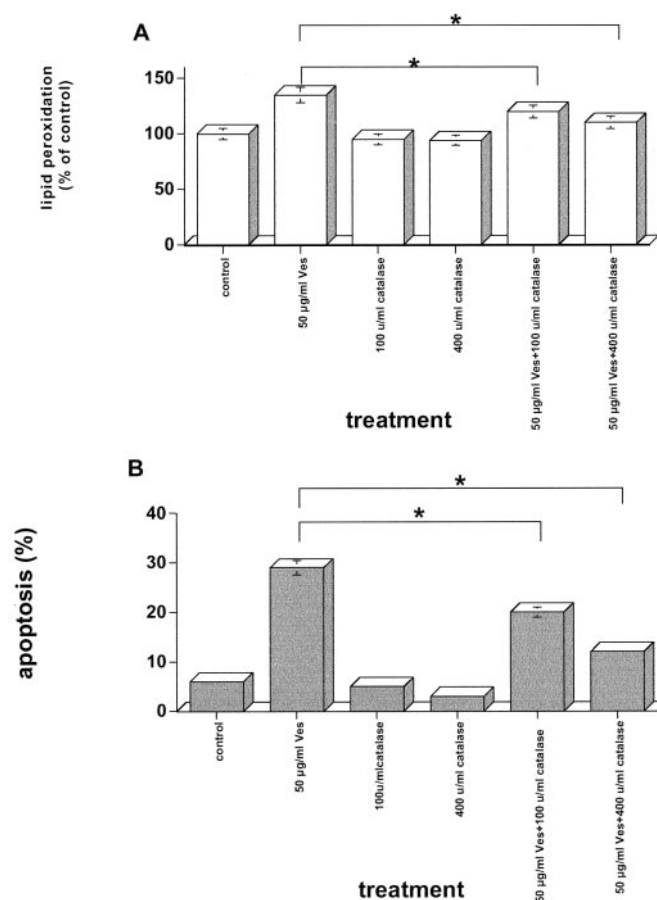 A
*
*
lipid peroxidation
(% of control)
150
100
50
0
control
50 µg/ml Ves
100 u/ml catalase
400 u/ml catalase
50 µg/ml Ves+100 u/ml catalase
50 µg/ml Ves+400 u/ml catalase
treatment
B
*
*
apoptosis (%)
40
30
20
10
0
control
50 µg/ml Ves
100u/mlcatalase
400 u/ml catalase
50 µg/ml Ves+100 u/ml catalase
50 µg/ml Ves+400 u/ml catalase
treatment